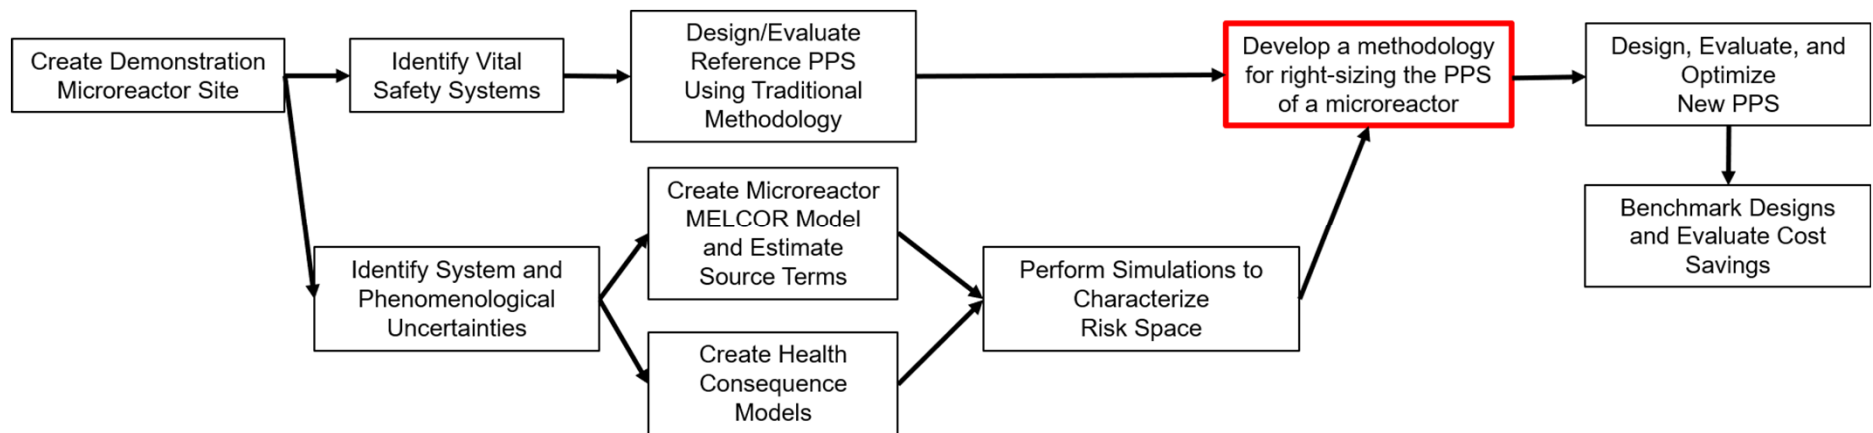 Create Demonstration
Microreactor Site
Identify Vital
Safety Systems
Design/Evaluate
Reference PPS
Using Traditional
Methodology
Develop a methodology
for right-sizing the PPS
of a microreactor
Design, Evaluate, and
Optimize
New PPS
Create Microreactor
MELCOR Model
and Estimate
Source Terms
Benchmark Designs
and Evaluate Cost
Savings
Identify System and
Phenomenological
Uncertainties
Perform Simulations to
Characterize
Risk Space
Create Health
Consequence
Models